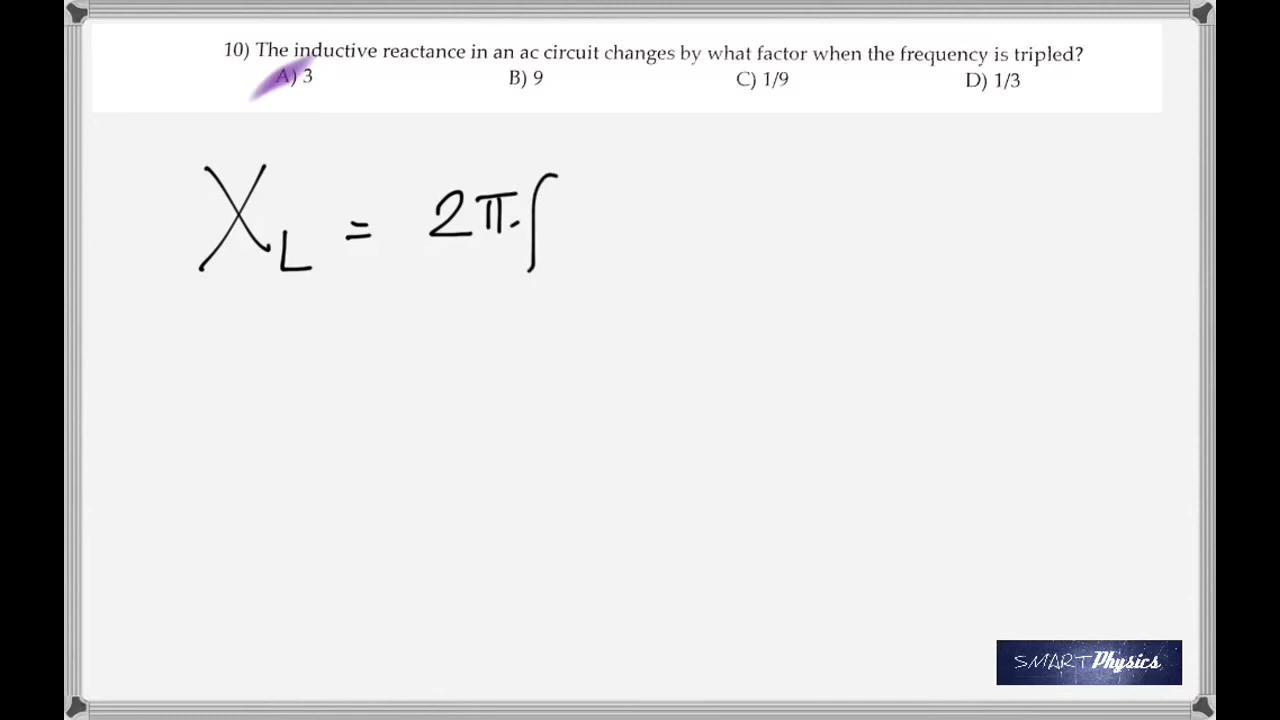 10) The inductive reactance in an ac circuit changes by what factor when the frequency is tripled?
A) 3 B) 9 C) 1/9 D) 1/3
X_L = 2π.f
SMART Physics